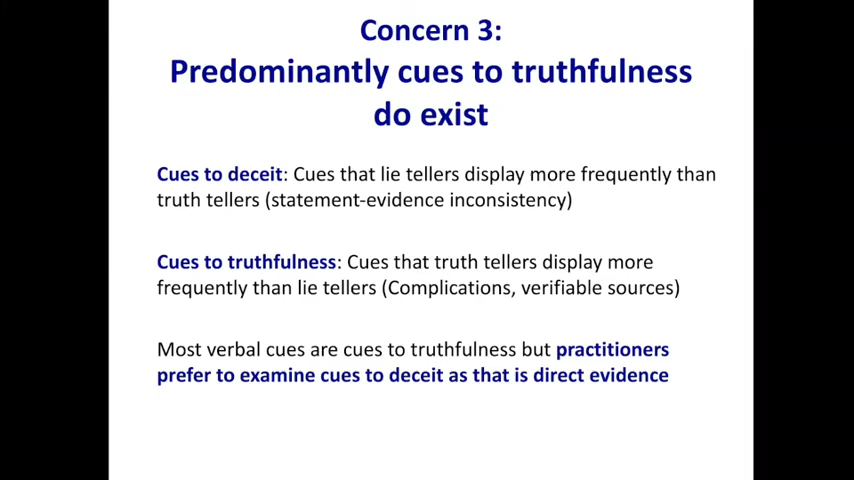 Concern 3:
Predominantly cues to truthfulness
do exist
Cues to deceit: Cues that lie tellers display more frequently than
truth tellers (statement-evidence inconsistency)
Cues to truthfulness: Cues that truth tellers display more
frequently than lie tellers (Complications, verifiable sources)
Most verbal cues are cues to truthfulness but practitioners
prefer to examine cues to deceit as that is direct evidence